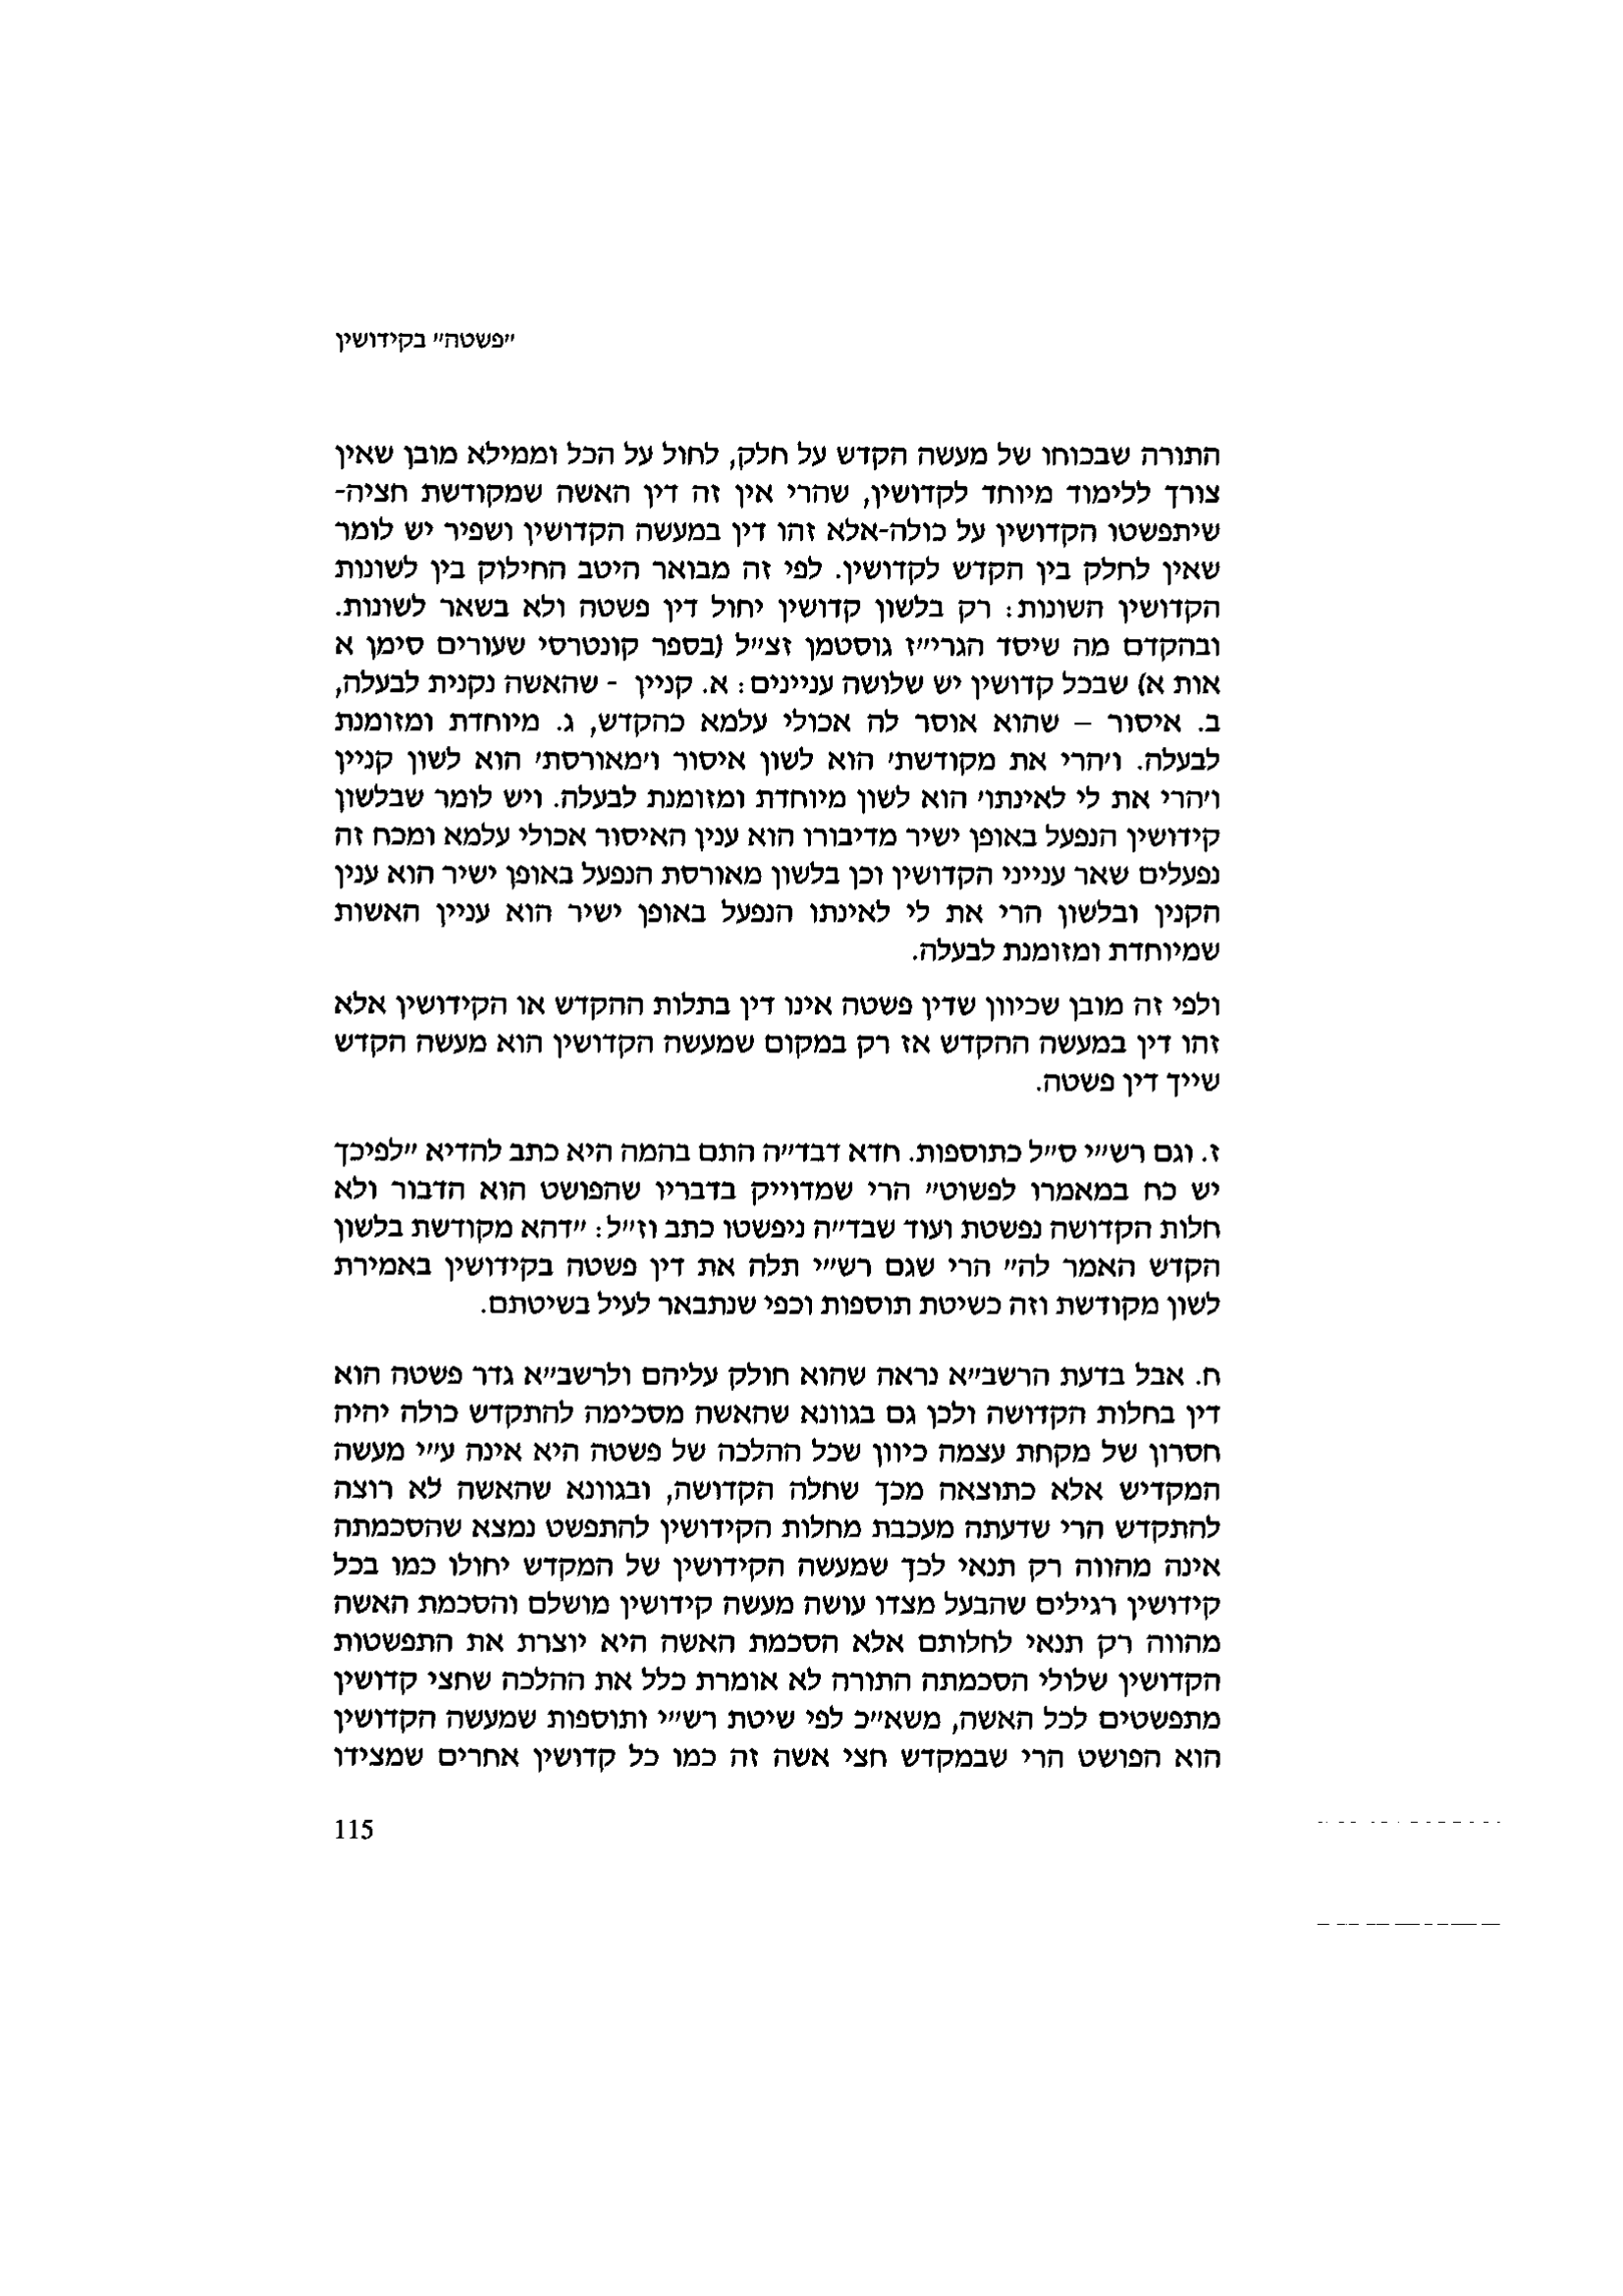 "פשטה" בקידושין
התורה שבכוחו של מעשה הקדש על חלק, לחול על הכל וממילא מובן שאין
צורך ללימוד מיוחד לקדושין, שהרי אין זה דין האשה שמקודשת חציה-
שיתפשטו הקדושין על כולה-אלא זהו דין במעשה הקדושין ושפיר יש לומר
שאין לחלק בין הקדש לקדושין. לפי זה מבואר היטב החילוק בין לשונות
הקדושין השונות: רק בלשון קדושין יחול דין פשטה ולא בשאר לשונות.
ובהקדם מה שיסד הגרי"ז גוסטמן זצ"ל (בספר קונטרסי שעורים סימן א
אות א) שבכל קדושין יש שלושה עניינים: א. קניין - שהאשה נקנית לבעלה,
ב. איסור – שהוא אוסר לה אכולי עלמא כהקדש, ג. מיוחדת ומזומנת
לבעלה. ו'הרי את מקודשת' הוא לשון איסור ו'מאורסת' הוא לשון קניין
ו'הרי את לי לאינתו' הוא לשון מיוחדת ומזומנת לבעלה. ויש לומר שבלשון
קידושין הנפעל באופן ישיר מדיבורו הוא ענין האיסור אכולי עלמא ומכח זה
נפעלים שאר ענייני הקדושין וכן בלשון מאורסת הנפעל באופן ישיר הוא ענין
הקנין ובלשון הרי את לי לאינתו הנפעל באופן ישיר הוא עניין האשות
שמיוחדת ומזומנת לבעלה.
ולפי זה מובן שכיוון שדין פשטה אינו דין בתלות ההקדש או הקידושין אלא
זהו דין במעשה ההקדש אז רק במקום שמעשה הקדושין הוא מעשה הקדש
שייך דין פשטה.
ז. וגם רש"י ס"ל כתוספות. חדא דבד"ה התם בהמה היא כתב להדיא "לפיכך
יש כח במאמרו לפשוט" הרי שמדוייק בדבריו שהפושט הוא הדבור ולא
חלות הקדושה נפשטת ועוד שבד"ה ניפשטו כתב וז"ל: "דהא מקודשת בלשון
הקדש האמר לה" הרי שגם רש"י תלה את דין פשטה בקידושין באמירת
לשון מקודשת וזה כשיטת תוספות וכפי שנתבאר לעיל בשיטתם.
ח. אבל בדעת הרשב"א נראה שהוא חולק עליהם ולרשב"א גדר פשטה הוא
דין בחלות הקדושה ולכן גם בגוונא שהאשה מסכימה להתקדש כולה יהיה
חסרון של מקחת עצמה כיוון שכל ההלכה של פשטה היא אינה ע"י מעשה
המקדיש אלא כתוצאה מכך שחלה הקדושה, ובגוונא שהאשה לא רוצה
להתקדש הרי שדעתה מעכבת מחלות הקידושין להתפשט נמצא שהסכמתה
אינה מהווה רק תנאי לכך שמעשה הקידושין של המקדש יחולו כמו בכל
קידושין רגילים שהבעל מצדו עושה מעשה קידושין מושלם והסכמת האשה
מהווה רק תנאי לחלותם אלא הסכמת האשה היא יוצרת את התפשטות
הקדושין שלולי הסכמתה התורה לא אומרת כלל את ההלכה שחצי קדושין
מתפשטים לכל האשה, משא"כ לפי שיטת רש"י ותוספות שמעשה הקדושין
הוא הפושט הרי שבמקדש חצי אשה זה כמו כל קדושין אחרים שמצידו
115